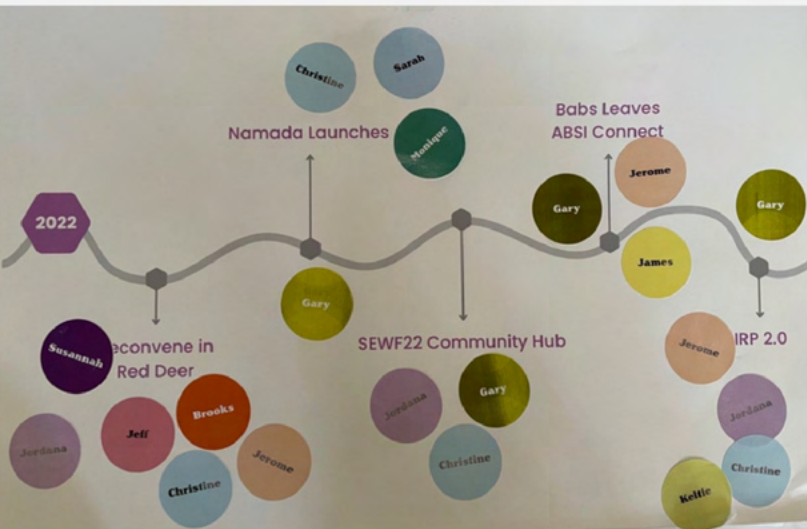 Christine
Sarah
Monique
Namada Launches
Babs Leaves
ABSI Connect
Jerome
Gary
Gary
2022
James
Gary
Susannah
econvene in
Red Deer
SEWF22 Community Hub
Jerome
IRP 2.0
Jordana
Jeff
Brooks
Christine
Jerome
Jordana
Gary
Christine
Jordana
Christine
Keltie